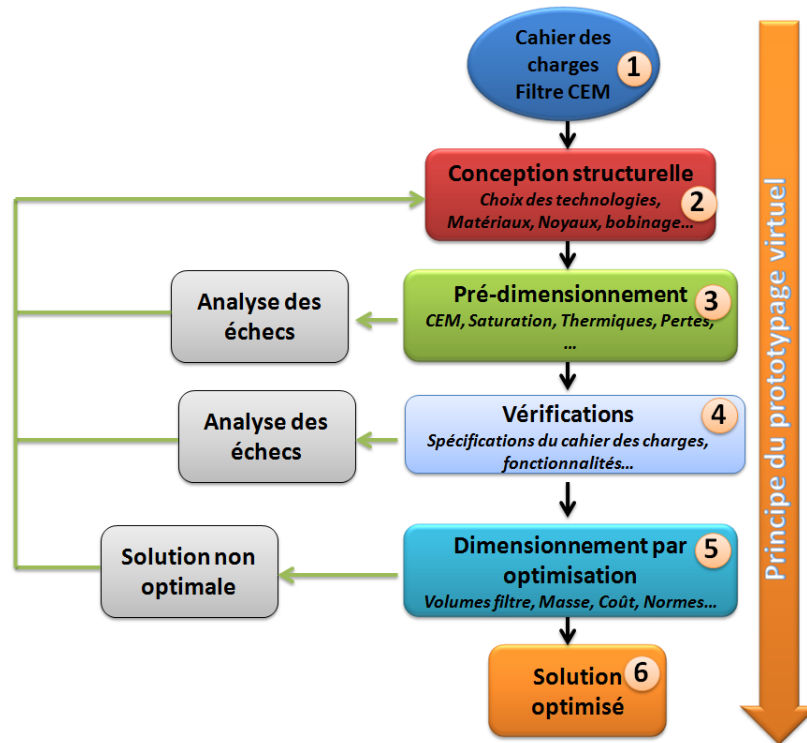 Cahier des
charges
Filtre CEM
1
Conception structurelle
Choix des technologies,
Matériaux, Noyaux, bobinage...
2
Analyse des
échecs
Pré-dimensionnement
CEM, Saturation, Thermiques, Pertes,
...
3
Analyse des
échecs
Vérifications
Spécifications du cahier des charges,
fonctionnalités...
4
Solution non
optimale
Dimensionnement par
optimisation
Volumes filtre, Masse, Coût, Normes...
5
Solution
optimisé
6
Principe du prototypage virtuel